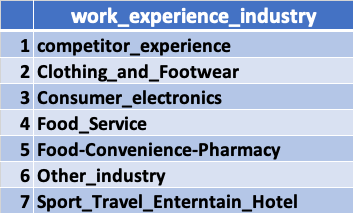 work_experience_industry
1 competitor_experience
2 Clothing_and_Footwear
3 Consumer_electronics
4 Food_Service
5 Food-Convenience-Pharmacy
6 Other_industry
7 Sport_Travel_Enterntain_Hotel